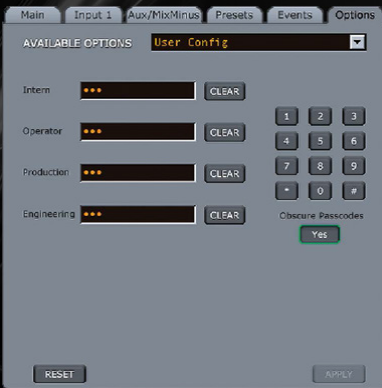 Main Input 1 Aux/MixMinus Presets Events Options
AVAILABLE OPTIONS User Config
Intern ••• CLEAR
1 2 3
Operator ••• CLEAR
4 5 6
Production ••• CLEAR
7 8 9
* 0 #
Engineering ••• CLEAR
Obscure Passcodes
Yes
RESET APPLY